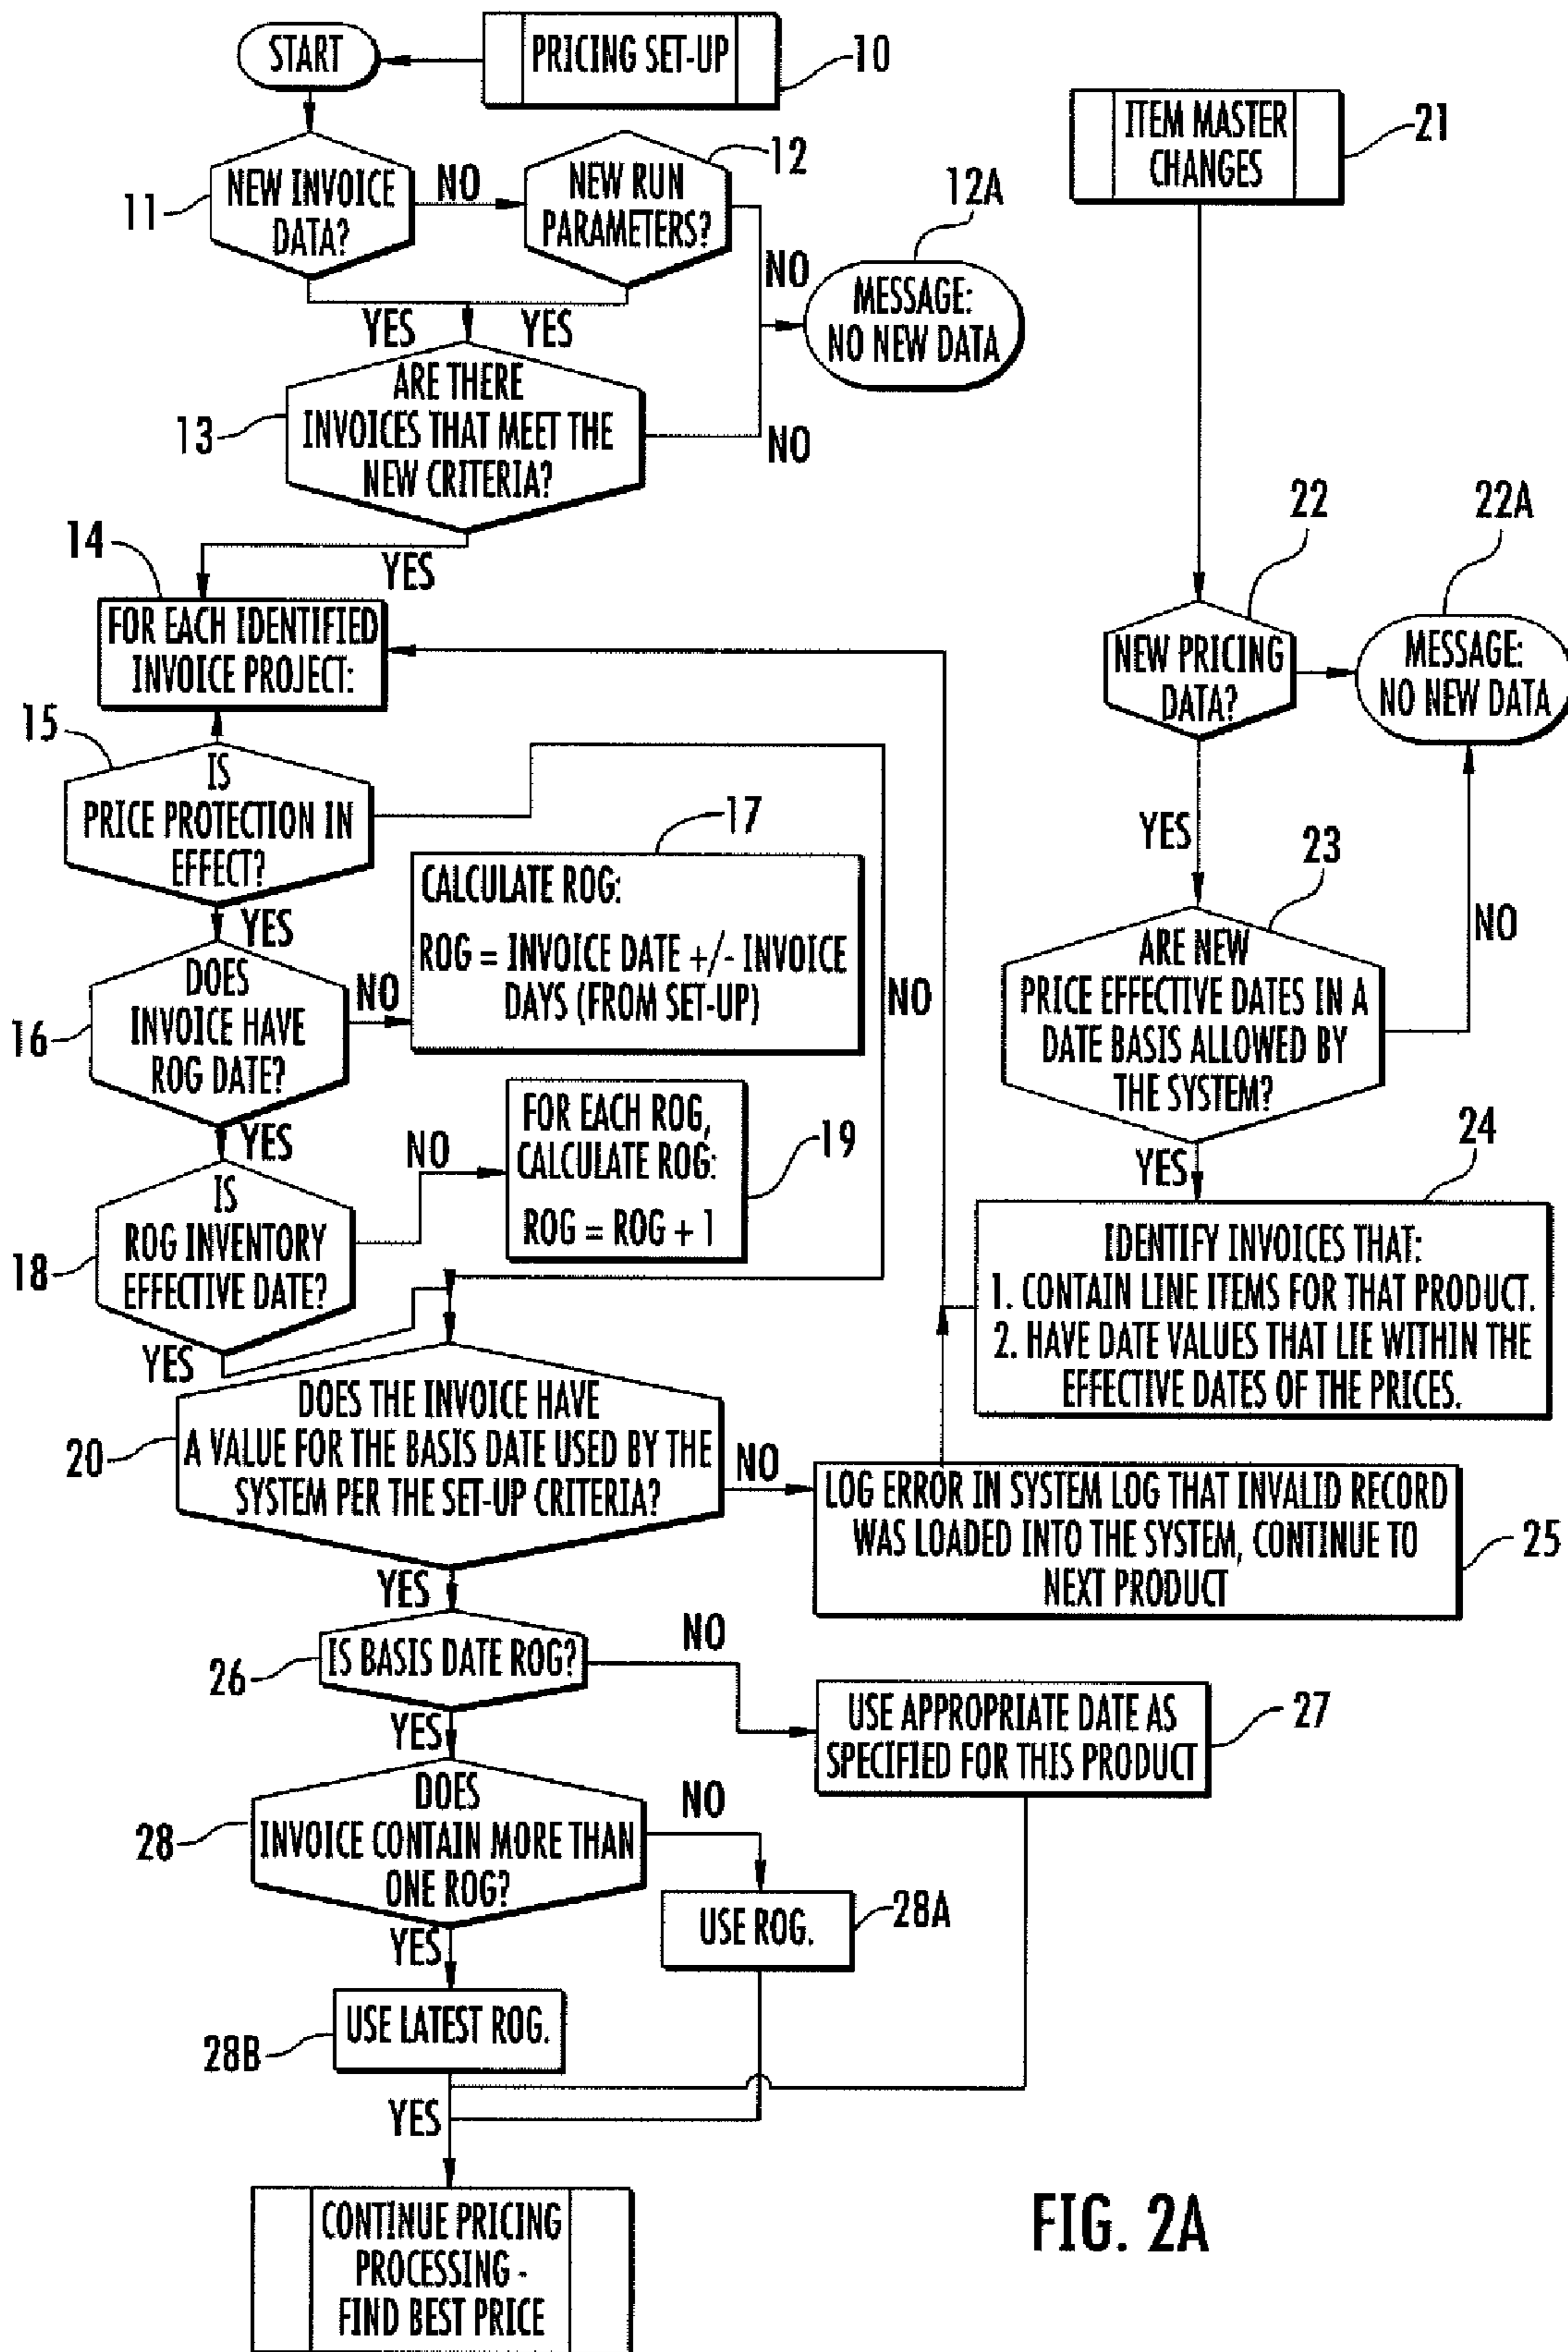 START
PRICING SET-UP
10
NEW INVOICE
DATA?
11
NO
NEW RUN
PARAMETERS?
12
NO
12A
MESSAGE:
NO NEW DATA
YES
YES
ARE THERE
INVOICES THAT MEET THE
NEW CRITERIA?
13
NO
YES
14
FOR EACH IDENTIFIED
INVOICE PROJECT:
15
IS
PRICE PROTECTION IN
EFFECT?
YES
NO
16
DOES
INVOICE HAVE
ROG DATE?
NO
17
CALCULATE ROG:
ROG = INVOICE DATE +/- INVOICE
DAYS (FROM SET-UP)
YES
18
IS
ROG INVENTORY
EFFECTIVE DATE?
NO
FOR EACH ROG,
CALCULATE ROG:
ROG = ROG + 1
19
YES
20
DOES THE INVOICE HAVE
A VALUE FOR THE BASIS DATE USED BY THE
SYSTEM PER THE SET-UP CRITERIA?
NO
YES
ITEM MASTER
CHANGES
21
22
NEW PRICING
DATA?
22A
MESSAGE:
NO NEW DATA
YES
23
ARE NEW
PRICE EFFECTIVE DATES IN A
DATE BASIS ALLOWED BY
THE SYSTEM?
NO
YES
24
IDENTIFY INVOICES THAT:
1. CONTAIN LINE ITEMS FOR THAT PRODUCT.
2. HAVE DATE VALUES THAT LIE WITHIN THE
EFFECTIVE DATES OF THE PRICES.
LOG ERROR IN SYSTEM LOG THAT INVALID RECORD
WAS LOADED INTO THE SYSTEM, CONTINUE TO
NEXT PRODUCT
25
26
IS BASIS DATE ROG?
NO
USE APPROPRIATE DATE AS
SPECIFIED FOR THIS PRODUCT
27
YES
28
DOES
INVOICE CONTAIN MORE THAN
ONE ROG?
NO
USE ROG.
28A
YES
USE LATEST ROG.
28B
YES
CONTINUE PRICING
PROCESSING -
FIND BEST PRICE
FIG. 2A